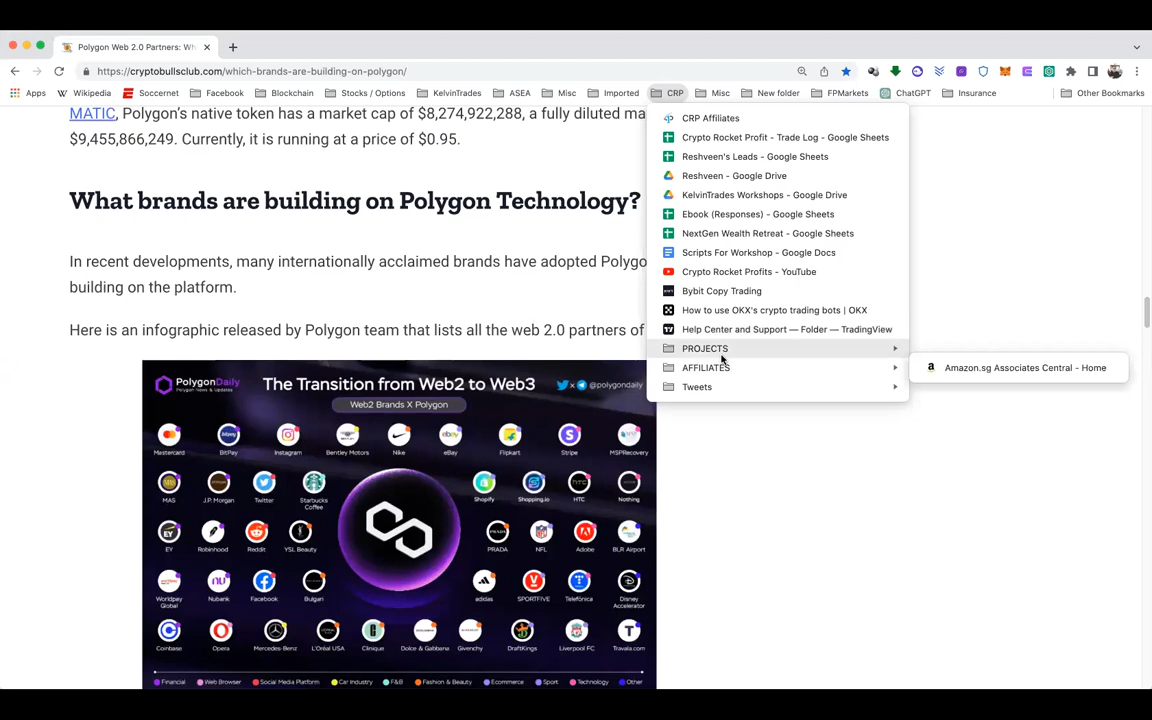 Polygon Web 2.0 Partners: Wh
https://cryptobullsclub.com/which-brands-are-building-on-polygon/
Apps Wikipedia Soccernet Facebook Blockchain Stocks / Options KelvinTrades ASEA Misc Imported CRP Misc New folder FPMarkets ChatGPT Insurance Other Bookmarks
MATIC, Polygon's native token has a market cap of $8,274,922,288, a fully diluted ma
$9,455,866,249. Currently, it is running at a price of $0.95.
What brands are building on Polygon Technology?
In recent developments, many internationally acclaimed brands have adopted Polygo
building on the platform.
Here is an infographic released by Polygon team that lists all the web 2.0 partners of
CRP Affiliates
Crypto Rocket Profit - Trade Log - Google Sheets
Reshveen's Leads - Google Sheets
Reshveen - Google Drive
KelvinTrades Workshops - Google Drive
Ebook (Responses) - Google Sheets
NextGen Wealth Retreat - Google Sheets
Scripts For Workshop - Google Docs
Crypto Rocket Profits - YouTube
Bybit Copy Trading
How to use OKX's crypto trading bots | OKX
Help Center and Support — Folder — TradingView
PROJECTS
AFFILIATES
Tweets
Amazon.sg Associates Central - Home
PolygonDaily
Polygon News & Updates
The Transition from Web2 to Web3
@polygondaily
Web2 Brands X Polygon
Mastercard BitPay Instagram Bentley Motors Nike eBay Flipkart Stripe MSPRecovery
MAS J.P. Morgan Twitter Starbucks Coffee Shopify Shopping.io HTC Nothing
EY Robinhood Reddit YSL Beauty PRADA NFL Adobe BLR Airport
Worldpay Global Nubank Facebook Bulgari adidas SPORTFIVE Telefónica Disney Accelerator
Coinbase Opera Mercedes-Benz L'Oréal USA Clinique Dolce & Gabbana Givenchy DraftKings Liverpool FC Travala.com
Financial Web Browser Social Media Platform Car Industry F&B Fashion & Beauty Ecommerce Sport Technology Other